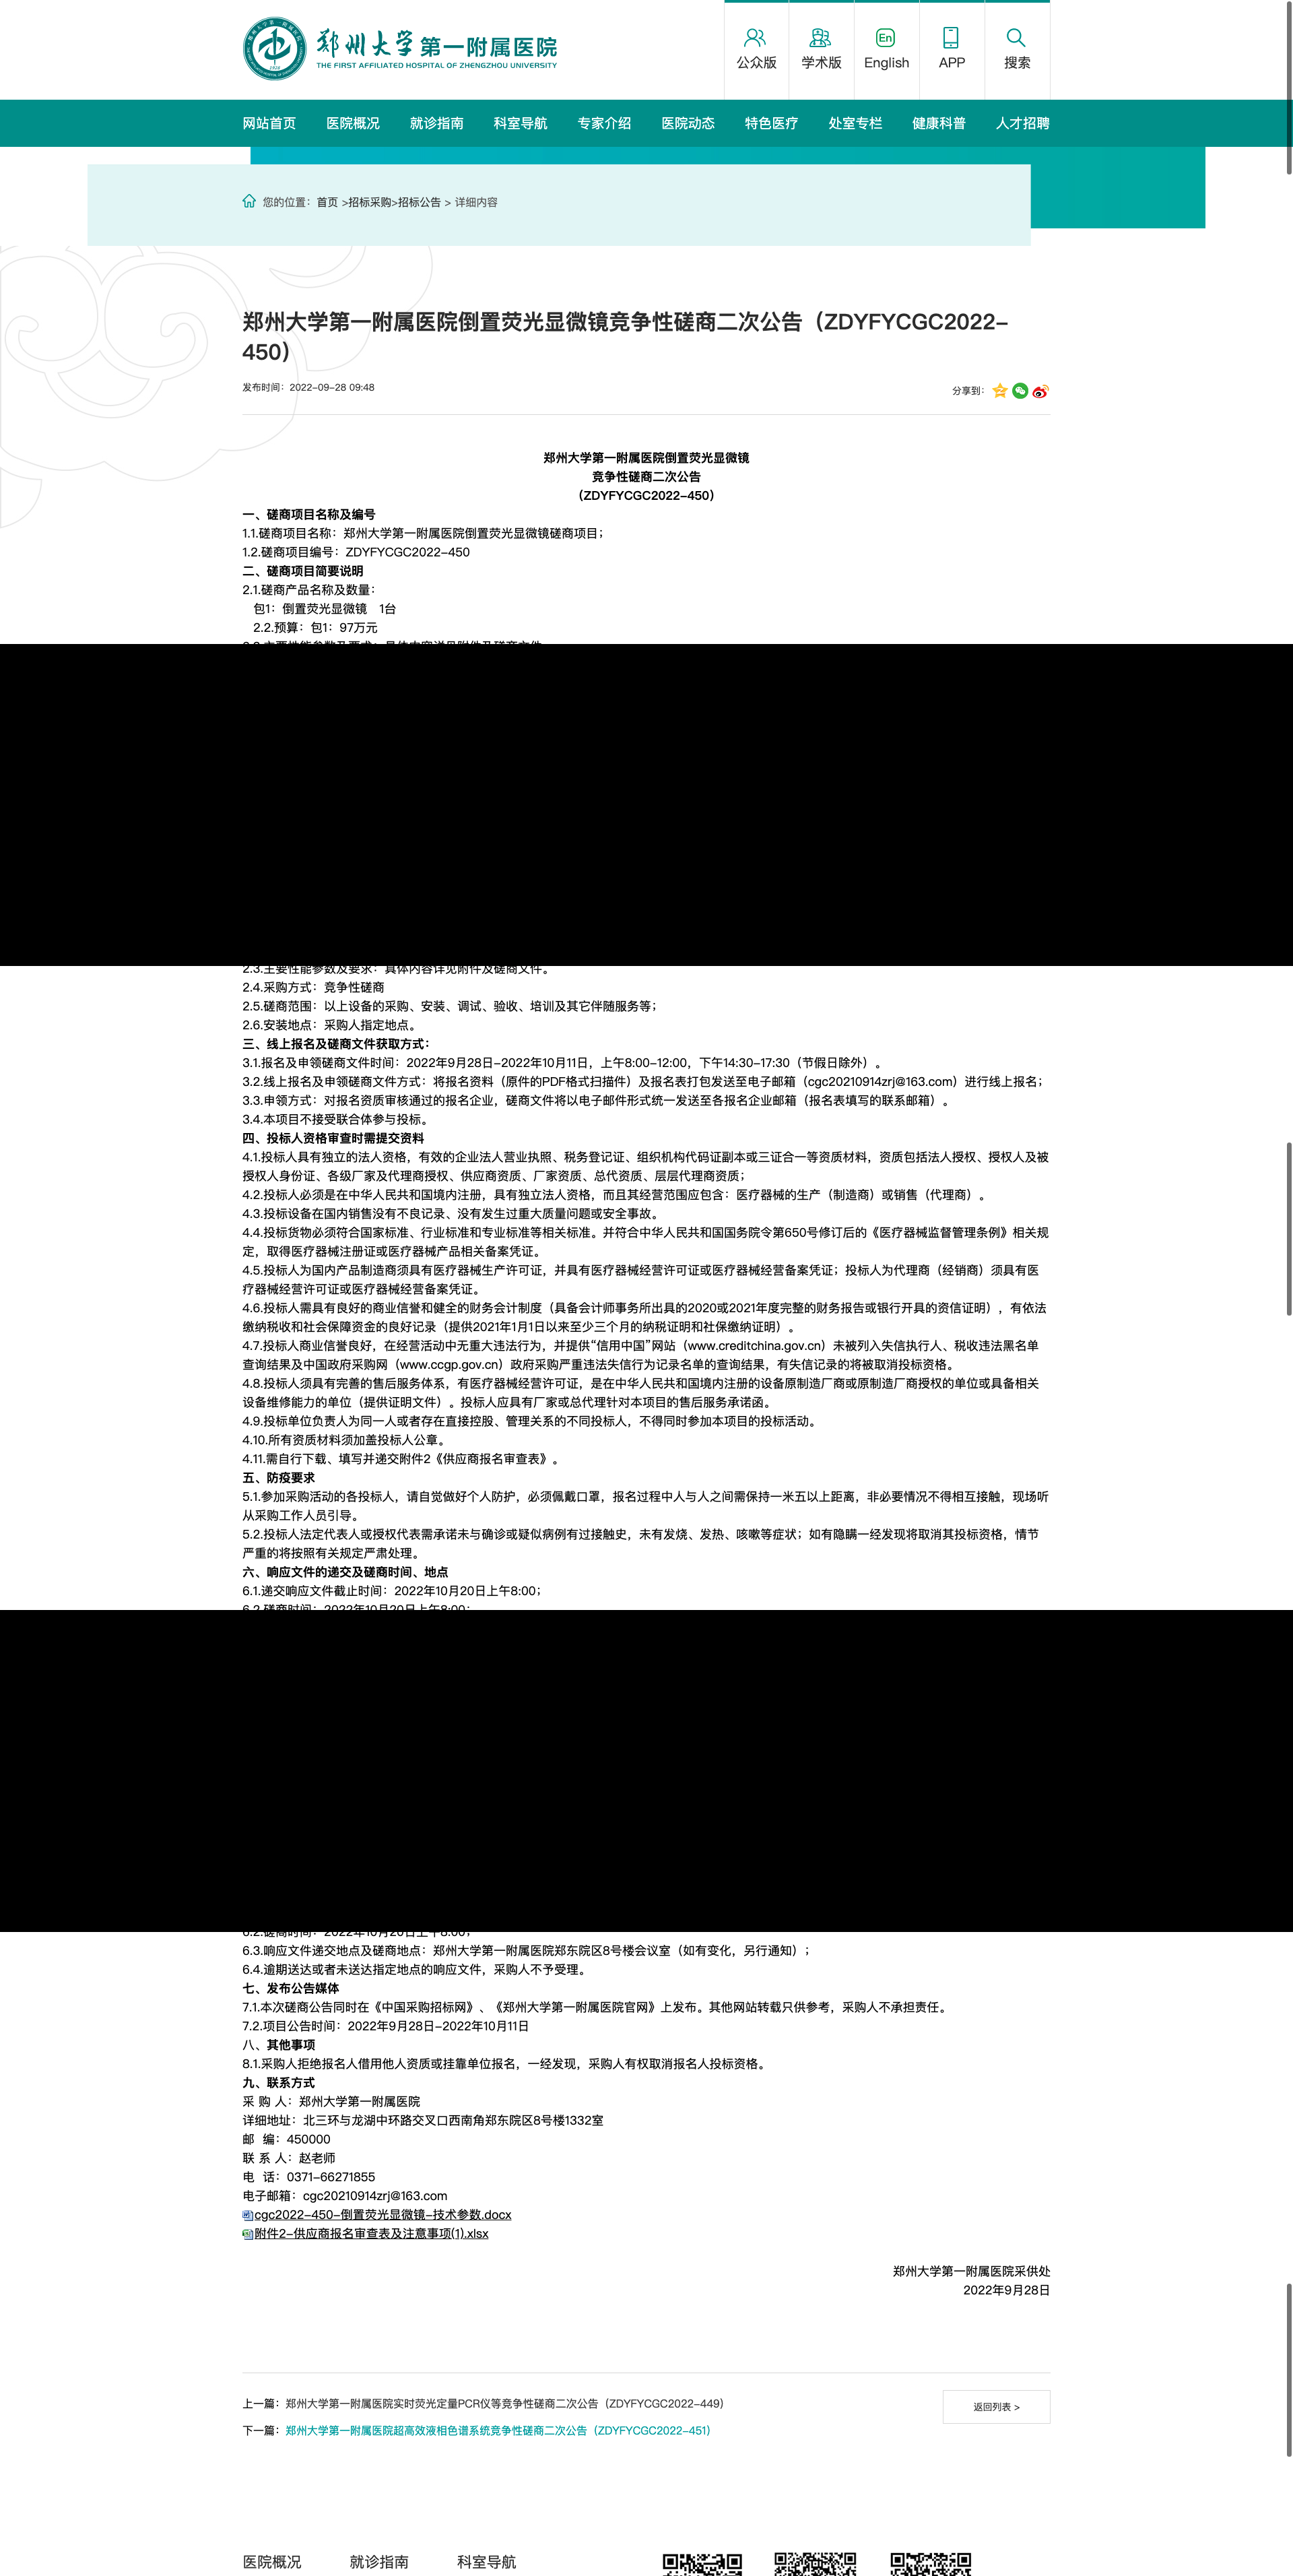 郑州大学第一附属医院
THE FIRST AFFILIATED HOSPITAL OF ZHENGZHOU UNIVERSITY
公众版
学术版
En
English
APP
搜索
网站首页
医院概况
就诊指南
科室导航
专家介绍
医院动态
特色医疗
处室专栏
健康科普
人才招聘
您的位置：首页 >招标采购>招标公告 > 详细内容
郑州大学第一附属医院倒置荧光显微镜竞争性磋商二次公告（ZDYFYCGC2022-
450）
发布时间：2022-09-28 09:48
分享到：
郑州大学第一附属医院倒置荧光显微镜
竞争性磋商二次公告
（ZDYFYCGC2022-450）
一、磋商项目名称及编号
1.1.磋商项目名称：郑州大学第一附属医院倒置荧光显微镜磋商项目；
1.2.磋商项目编号：ZDYFYCGC2022-450
二、磋商项目简要说明
2.1.磋商产品名称及数量：
包1：倒置荧光显微镜　1台
2.2.预算：包1：97万元
2.3.主要性能参数及要求：具体内容详见附件及磋商文件。
2.4.采购方式：竞争性磋商
2.5.磋商范围：以上设备的采购、安装、调试、验收、培训及其它伴随服务等；
2.6.安装地点：采购人指定地点。
三、线上报名及磋商文件获取方式：
3.1.报名及申领磋商文件时间：2022年9月28日-2022年10月11日，上午8:00-12:00，下午14:30-17:30（节假日除外）。
3.2.线上报名及申领磋商文件方式：将报名资料（原件的PDF格式扫描件）及报名表打包发送至电子邮箱（cgc20210914zrj@163.com）进行线上报名；
3.3.申领方式：对报名资质审核通过的报名企业，磋商文件将以电子邮件形式统一发送至各报名企业邮箱（报名表填写的联系邮箱）。
3.4.本项目不接受联合体参与投标。
四、投标人资格审查时需提交资料
4.1.投标人具有独立的法人资格，有效的企业法人营业执照、税务登记证、组织机构代码证副本或三证合一等资质材料，资质包括法人授权、授权人及被
授权人身份证、各级厂家及代理商授权、供应商资质、厂家资质、总代资质、层层代理商资质；
4.2.投标人必须是在中华人民共和国境内注册，具有独立法人资格，而且其经营范围应包含：医疗器械的生产（制造商）或销售（代理商）。
4.3.投标设备在国内销售没有不良记录、没有发生过重大质量问题或安全事故。
4.4.投标货物必须符合国家标准、行业标准和专业标准等相关标准。并符合中华人民共和国国务院令第650号修订后的《医疗器械监督管理条例》相关规
定，取得医疗器械注册证或医疗器械产品相关备案凭证。
4.5.投标人为国内产品制造商须具有医疗器械生产许可证，并具有医疗器械经营许可证或医疗器械经营备案凭证；投标人为代理商（经销商）须具有医
疗器械经营许可证或医疗器械经营备案凭证。
4.6.投标人需具有良好的商业信誉和健全的财务会计制度（具备会计师事务所出具的2020或2021年度完整的财务报告或银行开具的资信证明），有依法
缴纳税收和社会保障资金的良好记录（提供2021年1月1日以来至少三个月的纳税证明和社保缴纳证明）。
4.7.投标人商业信誉良好，在经营活动中无重大违法行为，并提供“信用中国”网站（www.creditchina.gov.cn）未被列入失信执行人、税收违法黑名单
查询结果及中国政府采购网（www.ccgp.gov.cn）政府采购严重违法失信行为记录名单的查询结果，有失信记录的将被取消投标资格。
4.8.投标人须具有完善的售后服务体系，有医疗器械经营许可证，是在中华人民共和国境内注册的设备原制造厂商或原制造厂商授权的单位或具备相关
设备维修能力的单位（提供证明文件）。投标人应具有厂家或总代理针对本项目的售后服务承诺函。
4.9.投标单位负责人为同一人或者存在直接控股、管理关系的不同投标人，不得同时参加本项目的投标活动。
4.10.所有资质材料须加盖投标人公章。
4.11.需自行下载、填写并递交附件2《供应商报名审查表》。
五、防疫要求
5.1.参加采购活动的各投标人，请自觉做好个人防护，必须佩戴口罩，报名过程中人与人之间需保持一米五以上距离，非必要情况不得相互接触，现场听
从采购工作人员引导。
5.2.投标人法定代表人或授权代表需承诺未与确诊或疑似病例有过接触史，未有发烧、发热、咳嗽等症状；如有隐瞒一经发现将取消其投标资格，情节
严重的将按照有关规定严肃处理。
六、响应文件的递交及磋商时间、地点
6.1.递交响应文件截止时间：2022年10月20日上午8:00；
6.2.磋商时间：2022年10月20日上午8:00；
6.3.响应文件递交地点及磋商地点：郑州大学第一附属医院郑东院区8号楼会议室（如有变化，另行通知）；
6.4.逾期送达或者未送达指定地点的响应文件，采购人不予受理。
七、发布公告媒体
7.1.本次磋商公告同时在《中国采购招标网》、《郑州大学第一附属医院官网》上发布。其他网站转载只供参考，采购人不承担责任。
7.2.项目公告时间：2022年9月28日-2022年10月11日
八、其他事项
8.1.采购人拒绝报名人借用他人资质或挂靠单位报名，一经发现，采购人有权取消报名人投标资格。
九、联系方式
采 购 人：郑州大学第一附属医院
详细地址：北三环与龙湖中环路交叉口西南角郑东院区8号楼1332室
邮 编：450000
联 系 人：赵老师
电 话：0371-66271855
电子邮箱：cgc20210914zrj@163.com
cgc2022-450-倒置荧光显微镜-技术参数.docx
附件2-供应商报名审查表及注意事项(1).xlsx
郑州大学第一附属医院采供处
2022年9月28日
上一篇：郑州大学第一附属医院实时荧光定量PCR仪等竞争性磋商二次公告（ZDYFYCGC2022-449）
返回列表 >
下一篇：郑州大学第一附属医院超高效液相色谱系统竞争性磋商二次公告（ZDYFYCGC2022-451）
医院概况
就诊指南
科室导航